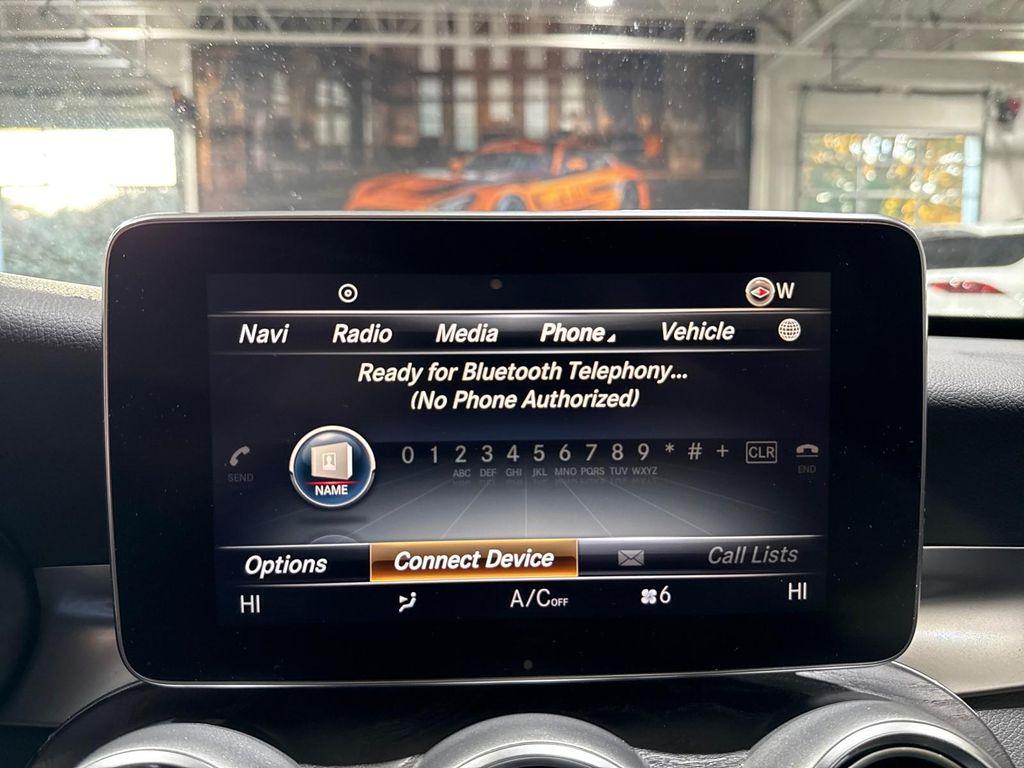 W
Navi Radio Media Phone Vehicle
Ready for Bluetooth Telephony...
(No Phone Authorized)
SEND NAME 0 1 2 3 4 5 6 7 8 9 * # + CLR END
ABC DEF GHI JKL MNO PQRS TUV WXYZ
Options Connect Device Call Lists
HI A/C OFF 6 HI